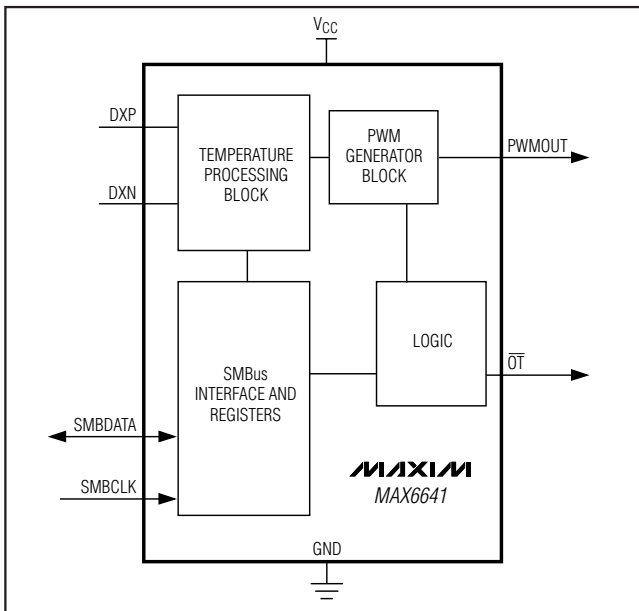 VCC
DXP
DXN
TEMPERATURE
PROCESSING
BLOCK
PWM
GENERATOR
BLOCK
PWMOUT
SMBus
INTERFACE AND
REGISTERS
LOGIC
OT
SMBDATA
SMBCLK
MAXIM
MAX6641
GND